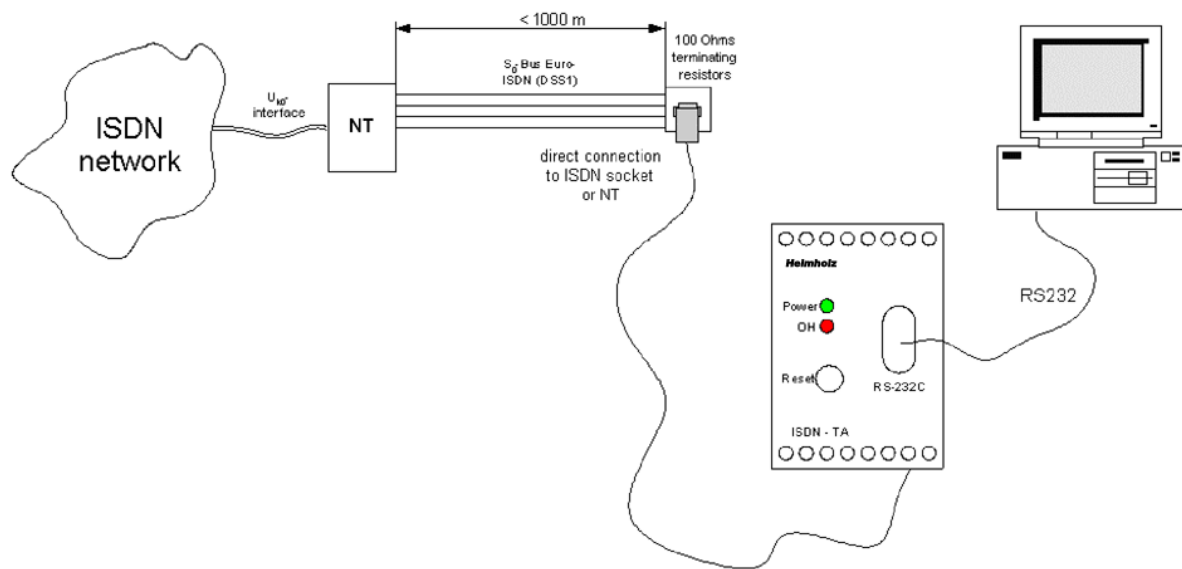 < 1000 m
100 Ohms
terminating
resistors
S0-Bus Euro-
ISDN (DSS1)
Uk0-
interface
ISDN
network
NT
direct connection
to ISDN socket
or NT
Helmholz
Power
OH
Reset
RS-232C
ISDN - TA
RS232